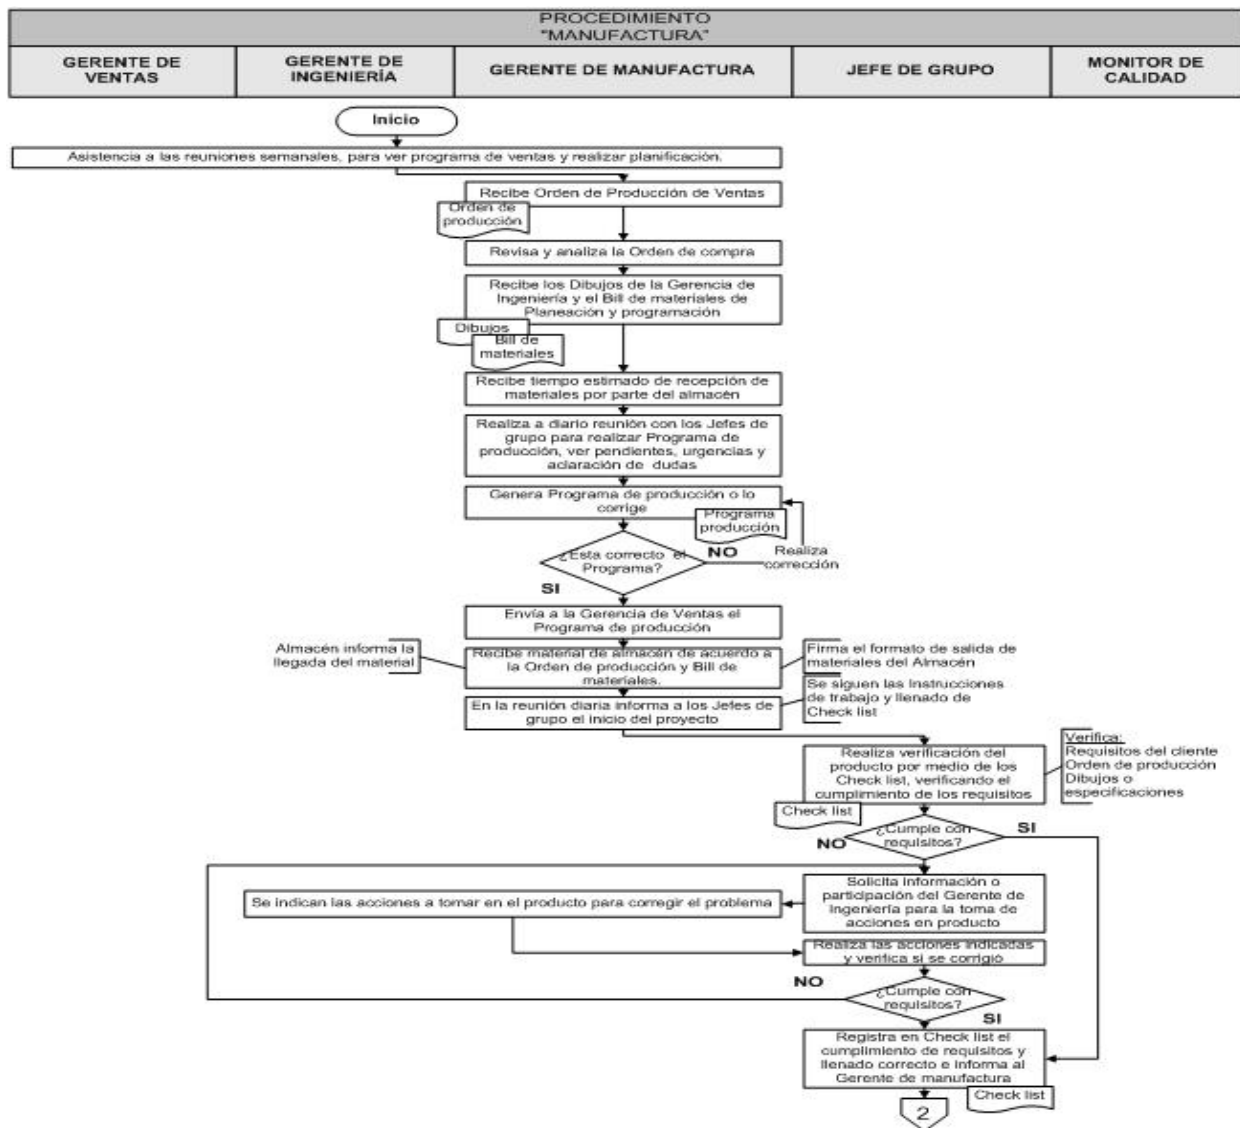 PROCEDIMIENTO
"MANUFACTURA"
GERENTE DE
VENTAS
GERENTE DE
INGENIERÍA
GERENTE DE MANUFACTURA
JEFE DE GRUPO
MONITOR DE
CALIDAD
Inicio
Asistencia a las reuniones semanales, para ver programa de ventas y realizar planificación.
Recibe Orden de Producción de Ventas
Orden de
producción
Revisa y analiza la Orden de compra
Recibe los Dibujos de la Gerencia de
Ingeniería y el Bill de materiales de
Planeación y programación
Dibujos
Bill de
materiales
Recibe tiempo estimado de recepción de
materiales por parte del almacén
Realiza a diario reunión con los Jefes de
grupo para realizar Programa de
producción, ver pendientes, urgencias y
aclaración de dudas
Genera Programa de producción o lo
corrige
Programa
producción
¿Esta correcto el
Programa?
NO
Realiza
corrección
SI
Envía a la Gerencia de Ventas el
Programa de producción
Almacén informa la
llegada del material
Recibe material de almacén de acuerdo a
la Orden de producción y Bill de
materiales.
Firma el formato de salida de
materiales del Almacén
En la reunión diaria informa a los Jefes de
grupo el inicio del proyecto
Se siguen las Instrucciones
de trabajo y llenado de
Check list
Realiza verificación del
producto por medio de los
Check list, verificando el
cumplimiento de los requisitos
Verifica:
Requisitos del cliente
Orden de producción
Dibujos o
especificaciones
Check list
¿Cumple con
requisitos?
NO
SI
Solicita información o
participación del Gerente de
Ingeniería para la toma de
acciones en producto
Se indican las acciones a tomar en el producto para corregir el problema
Realiza las acciones indicadas
y verifica si se corrigió
NO
¿Cumple con
requisitos?
SI
Registra en Check list el
cumplimiento de requisitos y
llenado correcto e informa al
Gerente de manufactura
Check list
2